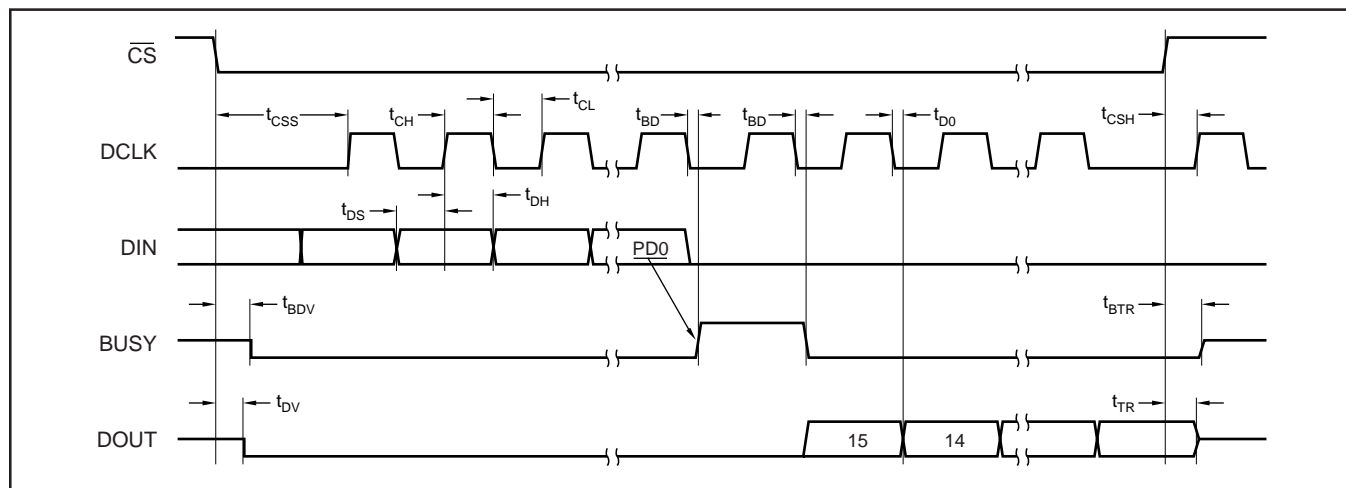 CS
tCSS
tCH
tCL
tBD
tBD
tD0
tCSH
DCLK
tDS
tDH
DIN
PD0
tBDV
tBTR
BUSY
tDV
tTR
DOUT
15
14